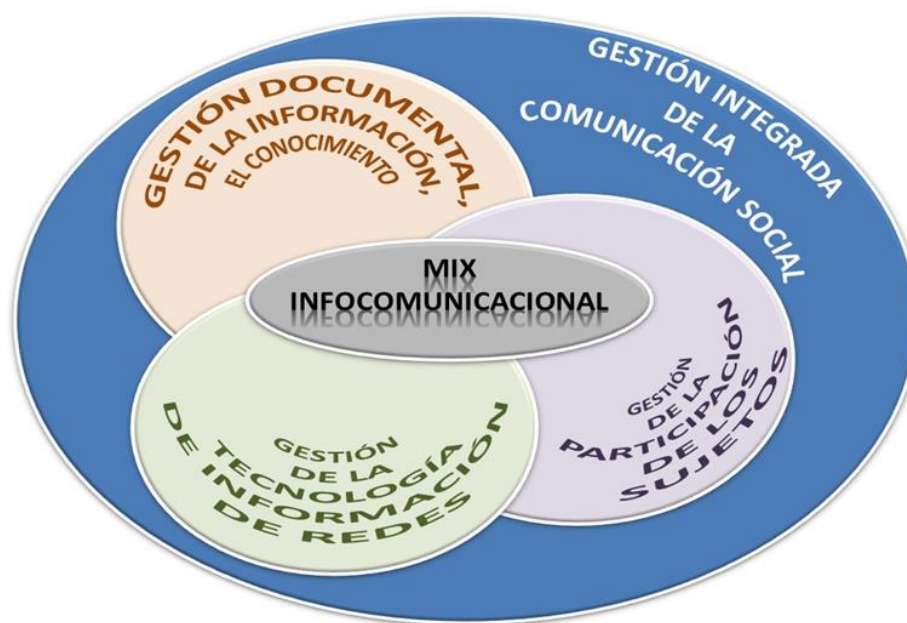 GESTIÓN INTEGRADA
DE LA
COMUNICACIÓN SOCIAL
GESTIÓN DOCUMENTAL,
DE LA INFORMACIÓN,
EL CONOCIMIENTO
MIX
INFOCOMUNICACIONAL
GESTIÓN
DE LA
PARTICIPACIÓN
DE LOS
SUJETOS
GESTIÓN
DE LA
TECNOLOGÍA
DE INFORMACIÓN
DE REDES